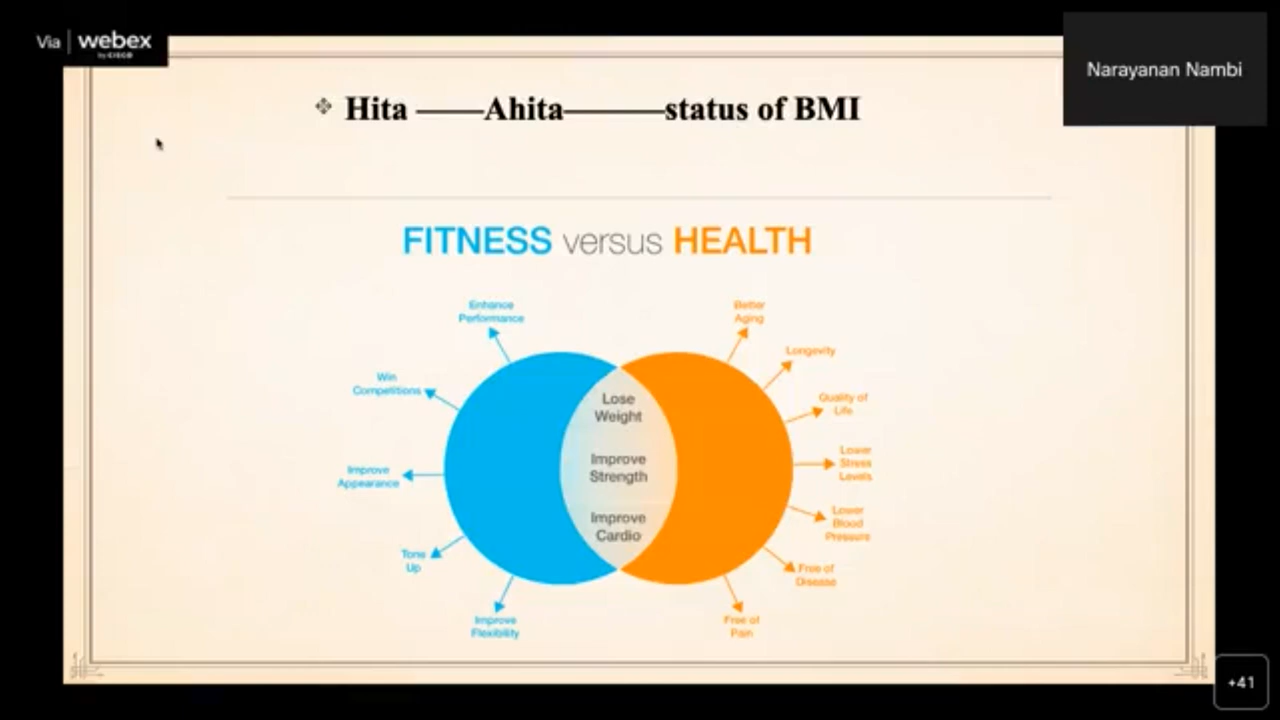 Via | webex
by CISCO
Narayanan Nambi
❖ Hita ——Ahita———status of BMI
FITNESS versus HEALTH
Enhance
Performance
Win
Competitions
Improve
Appearance
Tone
Up
Improve
Flexibility
Lose
Weight
Improve
Strength
Improve
Cardio
Better
Aging
Longevity
Quality of
Life
Lower
Stress
Levels
Lower
Blood
Pressure
Free of
Disease
Free of
Pain
+41